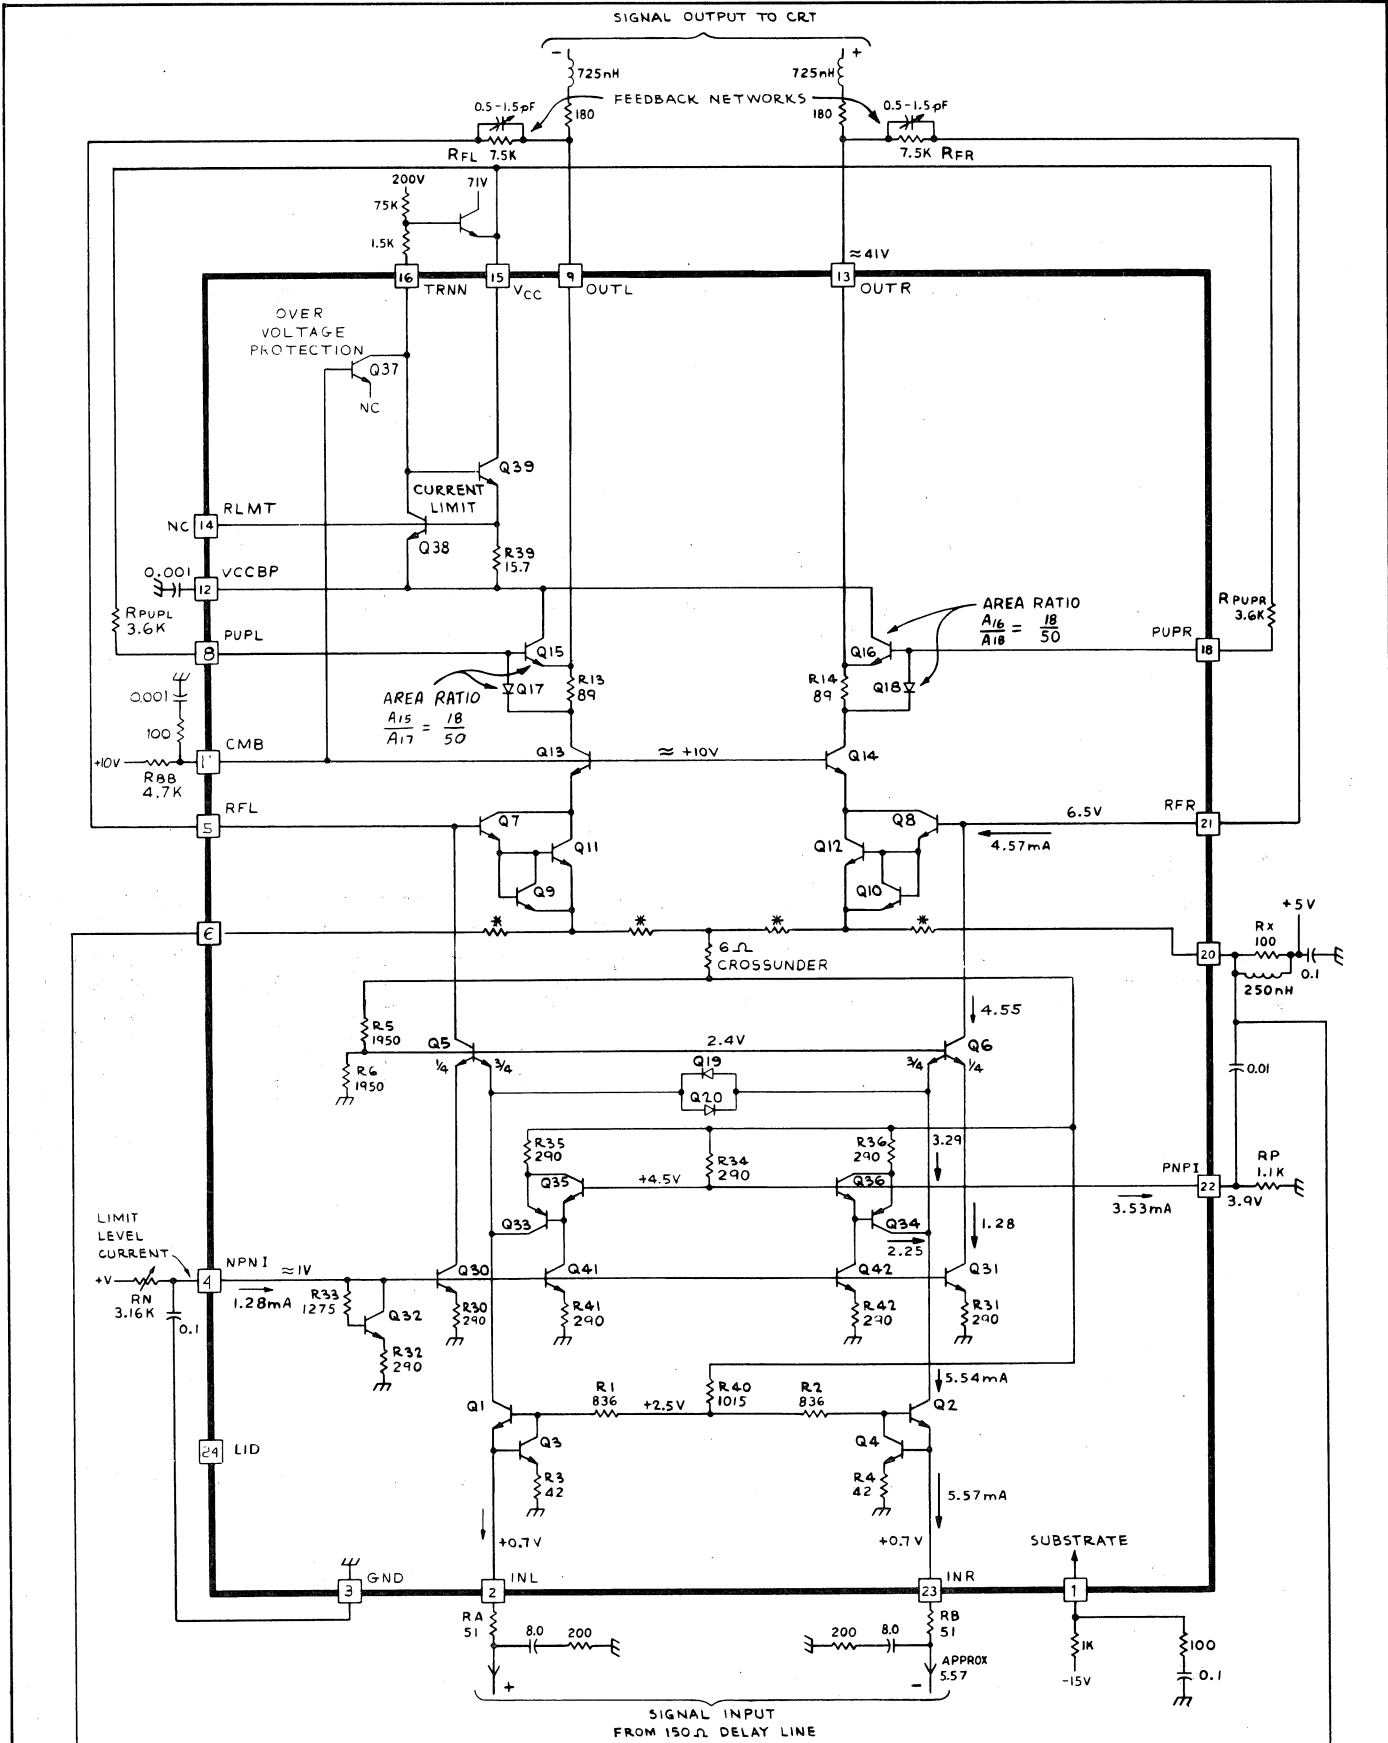 SIGNAL OUTPUT TO CRT
- +
725nH 725nH
FEEDBACK NETWORKS
0.5-1.5pF 180 180 0.5-1.5pF
RFL 7.5K 7.5K RFR
200V 71V
75K
1.5K
≈41V
16 TRNN 15 VCC 9 OUTL 13 OUTR
OVER
VOLTAGE
PROTECTION
Q37
NC
Q39
CURRENT
LIMIT
NC 14 RLMT
Q38
R39
15.7
0.001 12 VCCBP
RPUPL
3.6K
AREA RATIO
A16/A18 = 18/50
RPUPR
3.6K
8 PUPL
PUPR 18
Q15 Q16
Q17 R13
89
R14
89 Q18
AREA RATIO
A15/A17 = 18/50
0.001
100
+10V RBB
4.7K
CMB
Q13 ≈ +10V Q14
5 RFL
RFR 21
6.5V
4.57mA
Q7 Q8
Q11 Q12
Q9 Q10
* * * *
6Ω
CROSSUNDER
20
+5V
RX
100
0.1
250nH
R5
1950
R6
1950
Q5 2.4V Q6
4.55
1/4 3/4 3/4 1/4
Q19
Q20
0.01
R35
290
R34
290
R36
290
3.29
Q35 +4.5V Q36
PNPI 22
3.53mA 3.9V
RP
1.1K
Q33 Q34
2.25
1.28
LIMIT
LEVEL
CURRENT
+V RN
3.16K
0.1
4 NPNI ≈1V
1.28mA
R33
1275
Q32
R32
290
Q30 Q41 Q42 Q31
R30
290
R41
290
R42
290
R31
290
5.54mA
R1
836
+2.5V
R40
1015
R2
836
Q1 Q2
Q3 Q4
R3
42
R4
42
24 LID
5.57mA
+0.7V +0.7V
SUBSTRATE
3 GND 2 INL 23 INR 1
RA
51
8.0 200
200 8.0
RB
51
APPROX
5.57
1K
-15V
100
0.1
+ -
SIGNAL INPUT
FROM 150Ω DELAY LINE